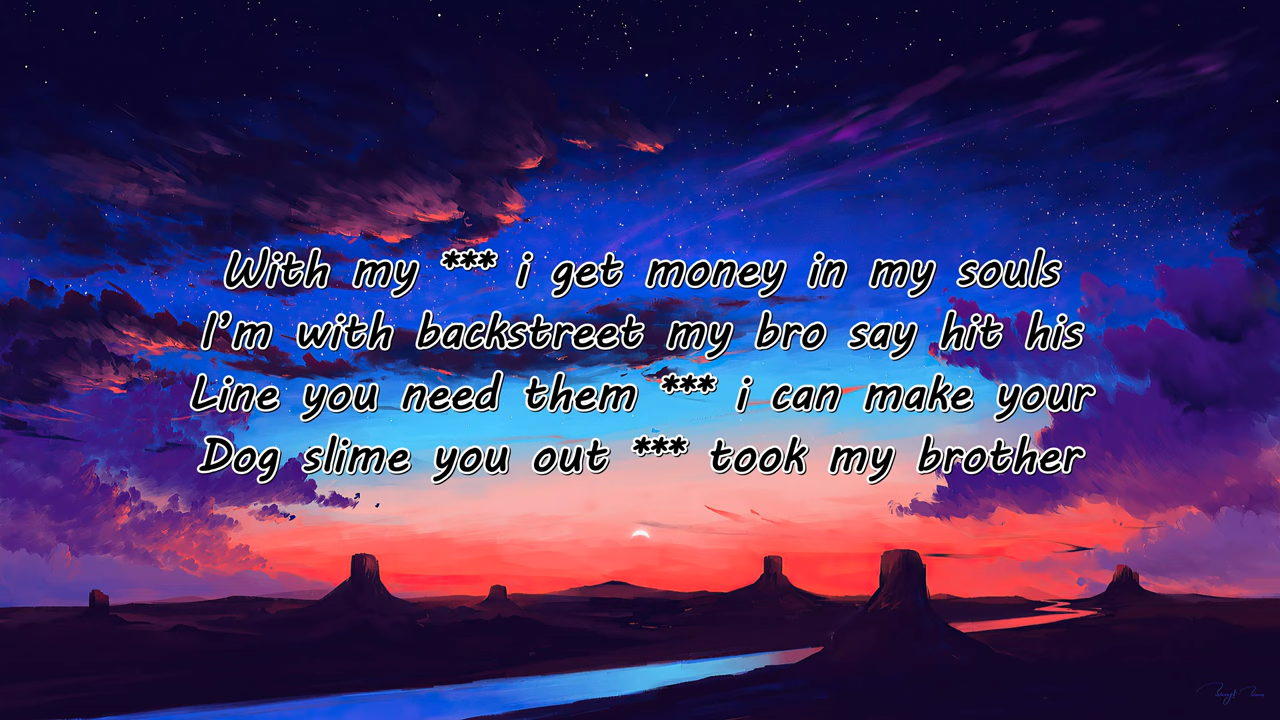 With my *** i get money in my souls
I'm with backstreet my bro say hit his
Line you need them *** i can make your
Dog slime you out *** took my brother